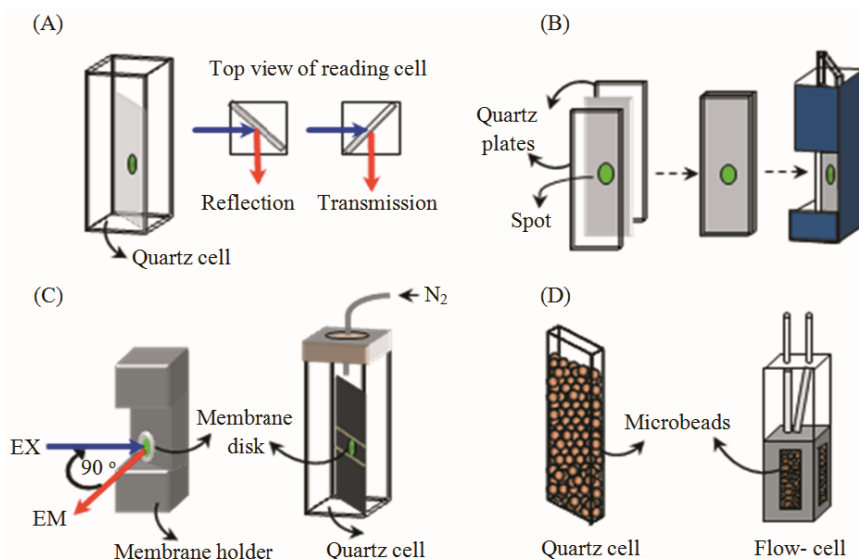 (A)
Top view of reading cell
Reflection
Transmission
Quartz cell
(B)
Quartz
plates
Spot
(C)
N₂
EX
90 °
EM
Membrane
disk
Membrane holder
Quartz cell
(D)
Microbeads
Quartz cell
Flow- cell